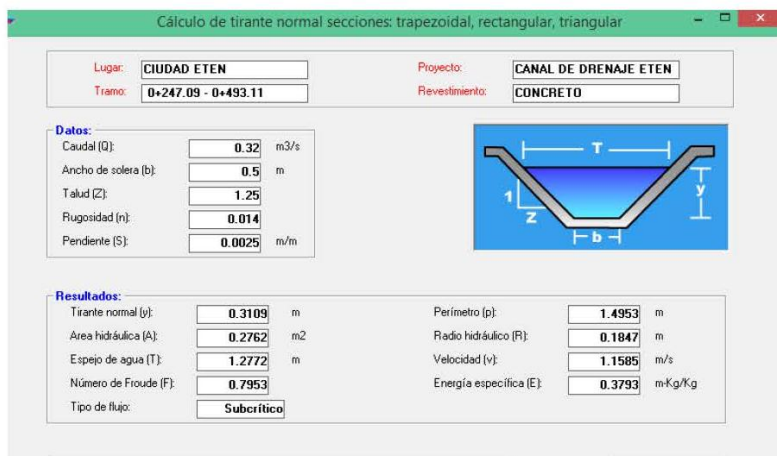 Cálculo de tirante normal secciones: trapezoidal, rectangular, triangular
Lugar: CIUDAD ETEN Proyecto: CANAL DE DRENAJE ETEN
Tramo: 0+247.09 - 0+493.11 Revestimiento: CONCRETO
Datos:
Caudal (Q): 0.32 m3/s
Ancho de solera (b): 0.5 m
Talud (Z): 1.25
Rugosidad (n): 0.014
Pendiente (S): 0.0025 m/m
T
y
1
Z
b
Resultados:
Tirante normal (y): 0.3109 m Perímetro (p): 1.4953 m
Area hidráulica (A): 0.2762 m2 Radio hidráulico (R): 0.1847 m
Espejo de agua (T): 1.2772 m Velocidad (v): 1.1585 m/s
Número de Froude (F): 0.7953 Energía específica (E): 0.3793 m-Kg/Kg
Tipo de flujo: Subcrítico